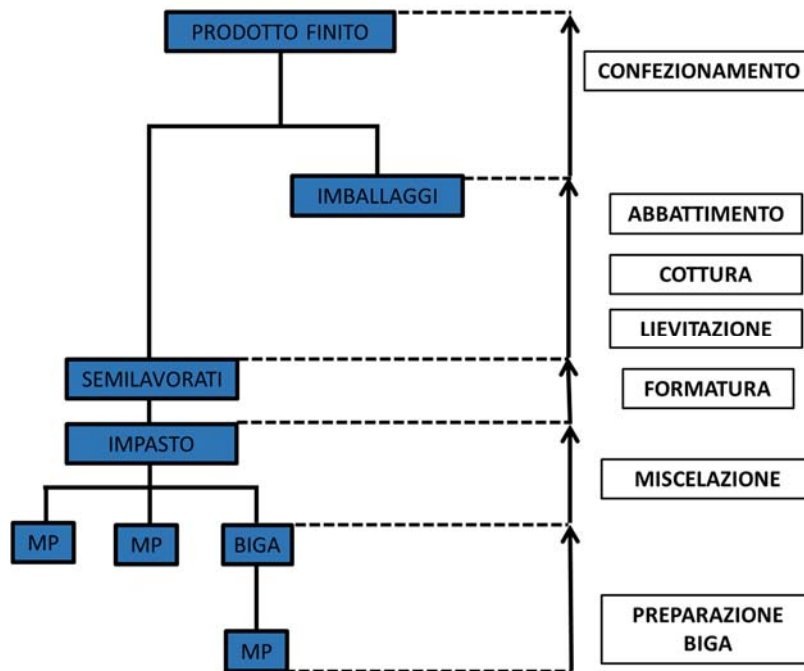 PRODOTTO FINITO
CONFEZIONAMENTO
IMBALLAGGI
ABBATTIMENTO
COTTURA
LIEVITAZIONE
SEMILAVORATI
FORMATURA
IMPASTO
MISCELAZIONE
MP
MP
BIGA
PREPARAZIONE
BIGA
MP